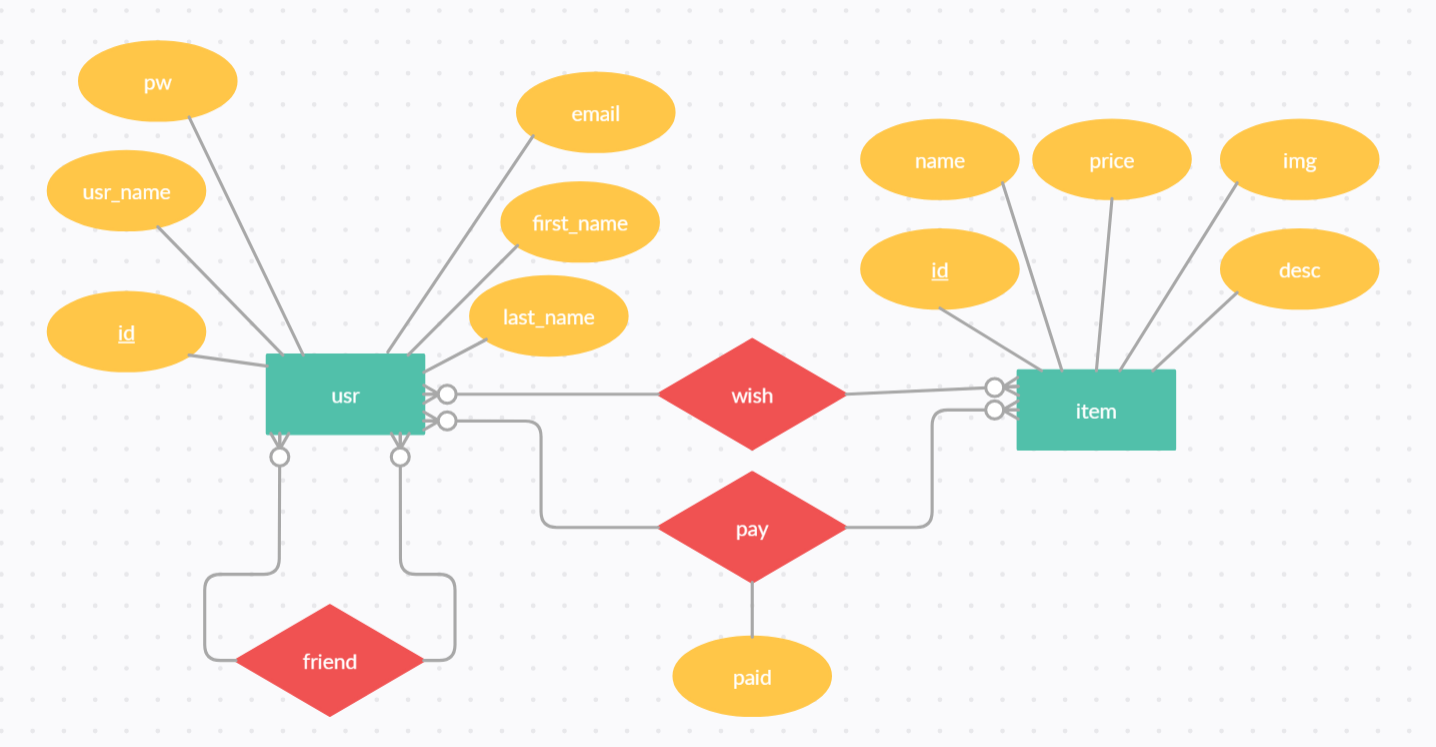 pw
email
usr_name
first_name
id
last_name
name
price
img
id
desc
usr
wish
item
pay
friend
paid